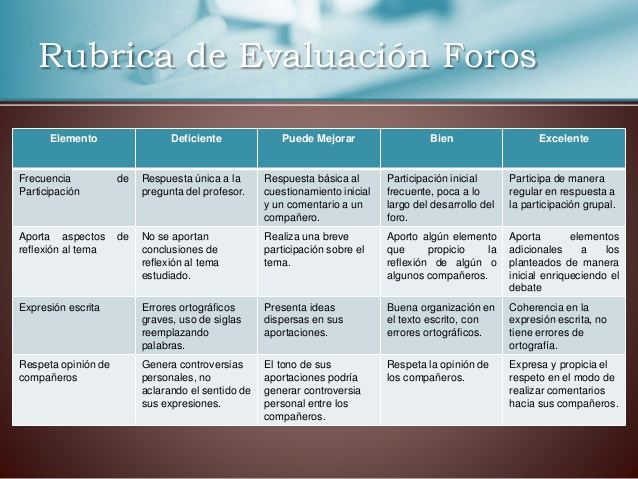 Rubrica de Evaluación Foros
Elemento
Deficiente
Puede Mejorar
Bien
Excelente
Frecuencia de
Participación
Respuesta única a la
pregunta del profesor.
Respuesta básica al
cuestionamiento inicial
y un comentario a un
compañero.
Participación inicial
frecuente, poca a lo
largo del desarrollo del
foro.
Participa de manera
regular en respuesta a
la participación grupal.
Aporta aspectos de
reflexión al tema
No se aportan
conclusiones de
reflexión al tema
estudiado.
Realiza una breve
participación sobre el
tema.
Aporto algún elemento
que propicio la
reflexión de algún o
algunos compañeros.
Aporta elementos
adicionales a los
planteados de manera
inicial enriqueciendo el
debate
Expresión escrita
Errores ortográficos
graves, uso de siglas
reemplazando
palabras.
Presenta ideas
dispersas en sus
aportaciones.
Buena organización en
el texto escrito, con
errores ortográficos.
Coherencia en la
expresión escrita, no
tiene errores de
ortografía.
Respeta opinión de
compañeros
Genera controversias
personales, no
aclarando el sentido de
sus expresiones.
El tono de sus
aportaciones podría
generar controversia
personal entre los
compañeros.
Respeta la opinión de
los compañeros.
Expresa y propicia el
respeto en el modo de
realizar comentarios
hacia sus compañeros.